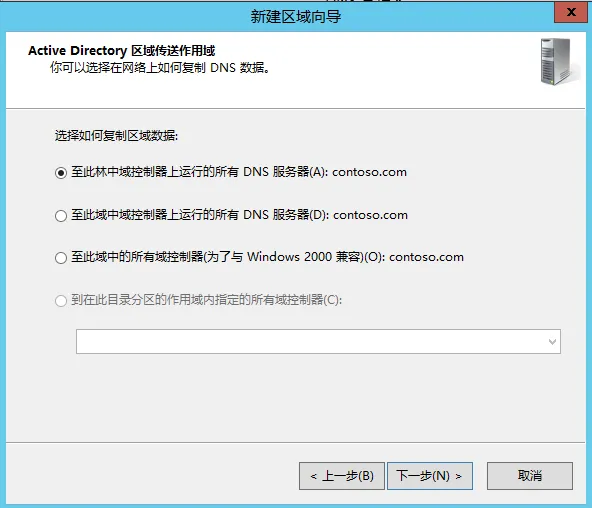 新建区域向导
x
Active Directory 区域传送作用域
你可以选择在网络上如何复制 DNS 数据。
选择如何复制区域数据:
至此林中域控制器上运行的所有 DNS 服务器(A): contoso.com
至此域中域控制器上运行的所有 DNS 服务器(D): contoso.com
至此域中的所有域控制器(为了与 Windows 2000 兼容)(O): contoso.com
到在此目录分区的作用域内指定的所有域控制器(C):
< 上一步(B) 下一步(N) > 取消